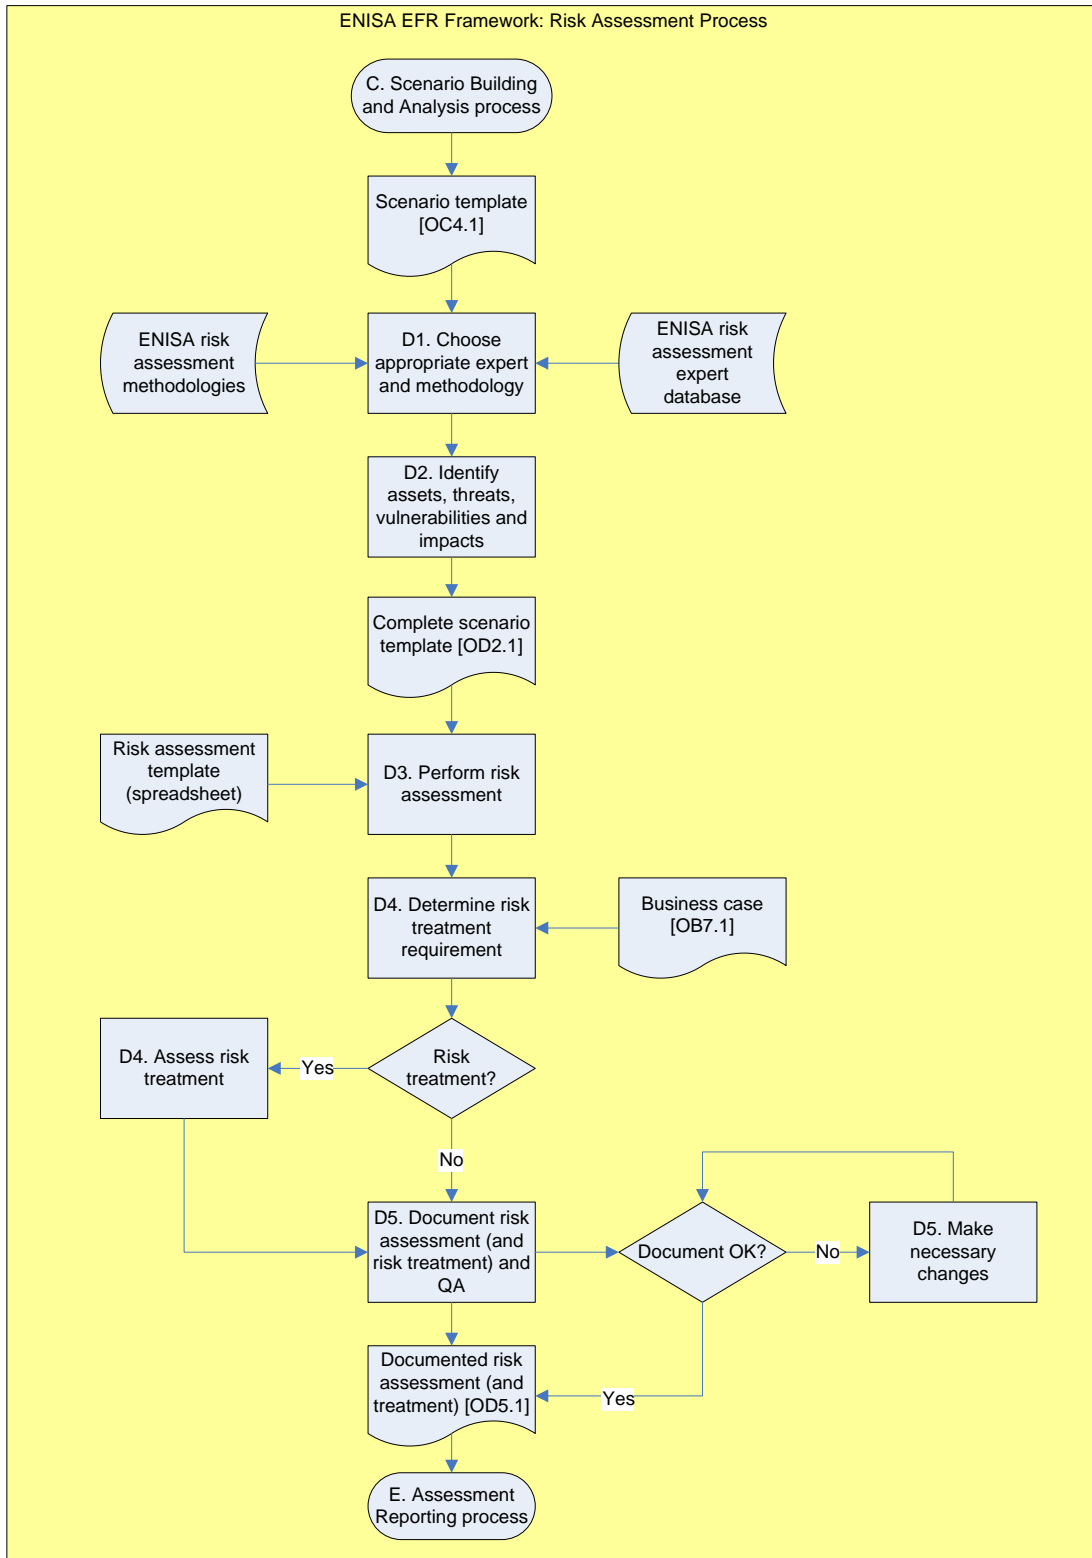 ENISA EFR Framework: Risk Assessment Process
C. Scenario Building
and Analysis process
Scenario template
[OC4.1]
ENISA risk
assessment
methodologies
D1. Choose
appropriate expert
and methodology
ENISA risk
assessment
expert
database
D2. Identify
assets, threats,
vulnerabilities and
impacts
Complete scenario
template [OD2.1]
Risk assessment
template
(spreadsheet)
D3. Perform risk
assessment
D4. Determine risk
treatment
requirement
Business case
[OB7.1]
D4. Assess risk
treatment
Yes
Risk
treatment?
No
D5. Document risk
assessment (and
risk treatment) and
QA
Document OK?
No
D5. Make
necessary
changes
Documented risk
assessment (and
treatment) [OD5.1]
Yes
E. Assessment
Reporting process